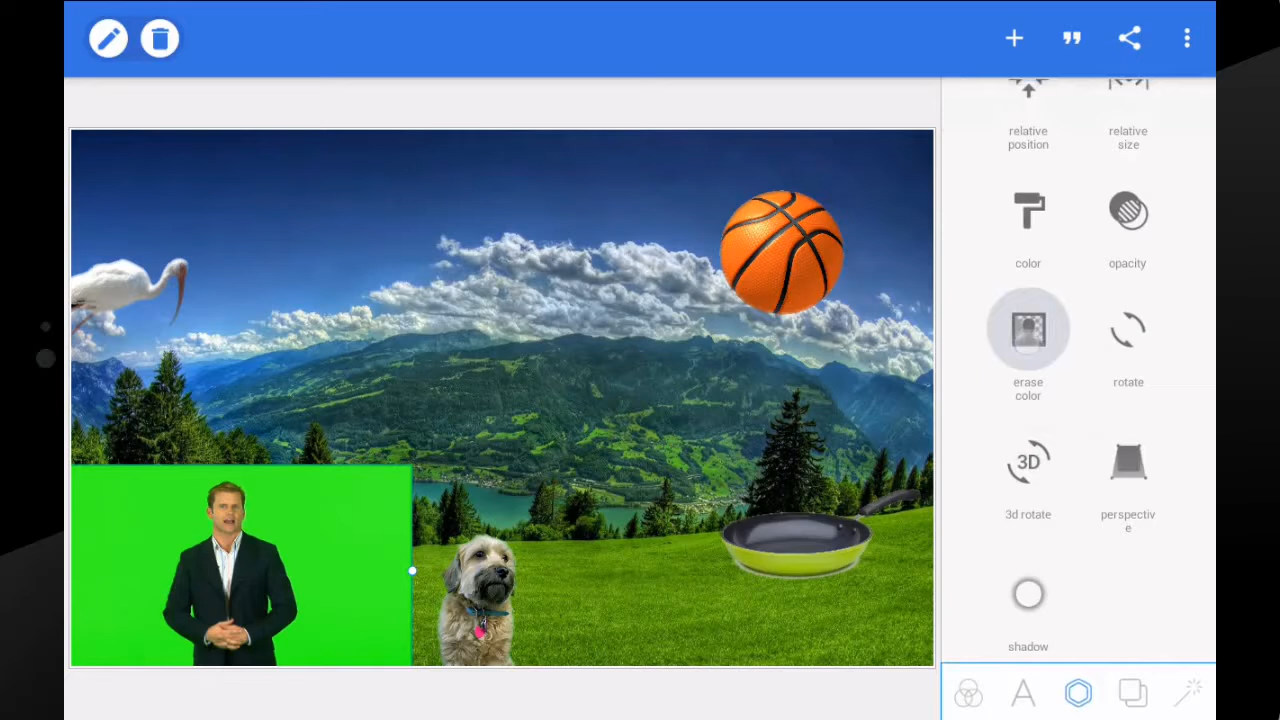 relative
position
relative
size
color
opacity
erase
color
rotate
3D
3d rotate
perspectiv
e
shadow
A